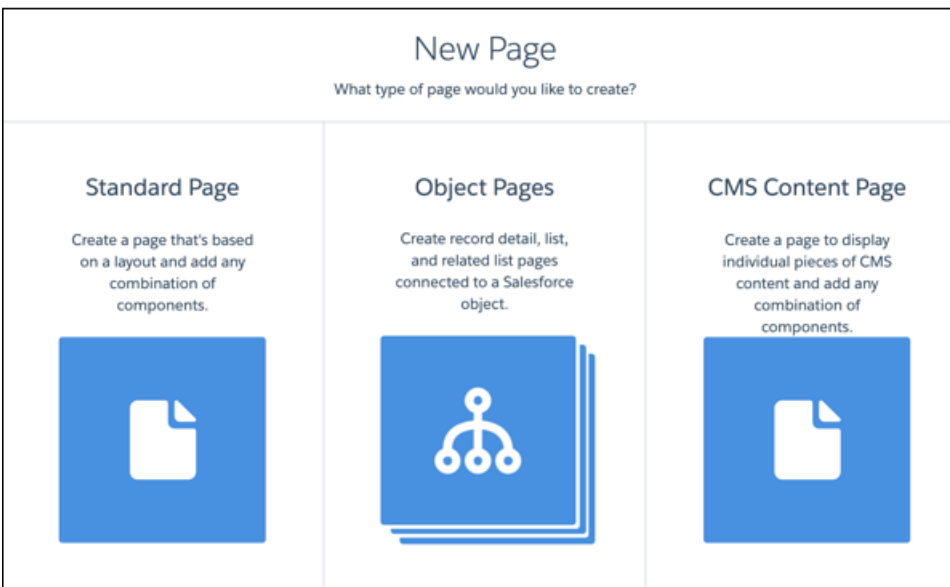 New Page
What type of page would you like to create?
Standard Page
Create a page that's based
on a layout and add any
combination of
components.
Object Pages
Create record detail, list,
and related list pages
connected to a Salesforce
object.
CMS Content Page
Create a page to display
individual pieces of CMS
content and add any
combination of
components.